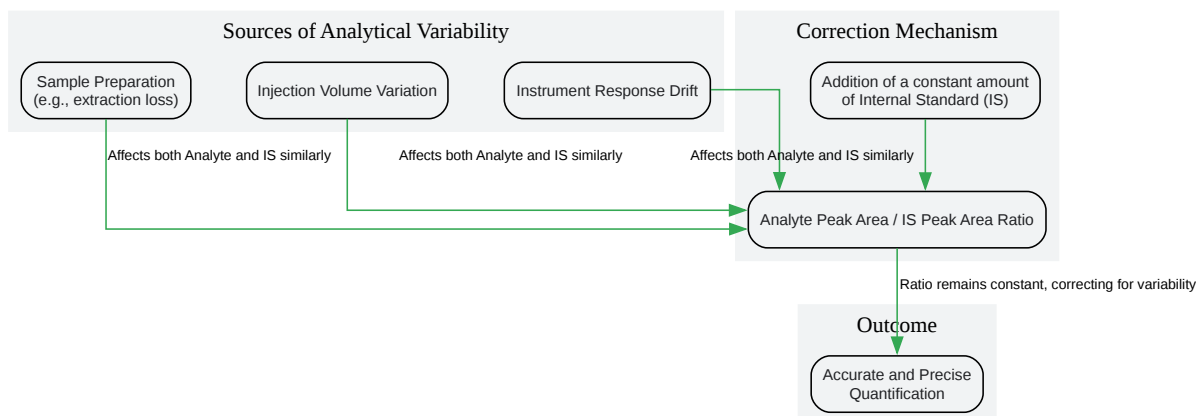 Sources of Analytical Variability
Correction Mechanism
Sample Preparation
(e.g., extraction loss)
Injection Volume Variation
Instrument Response Drift
Addition of a constant amount
of Internal Standard (IS)
Affects both Analyte and IS similarly
Affects both Analyte and IS similarly
Affects both Analyte and IS similarly
Analyte Peak Area / IS Peak Area Ratio
Ratio remains constant, correcting for variability
Outcome
Accurate and Precise
Quantification